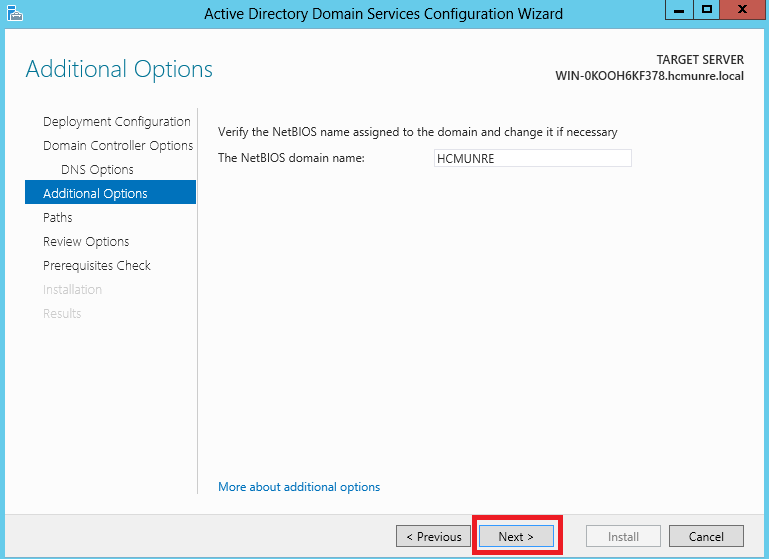 Active Directory Domain Services Configuration Wizard
Additional Options
TARGET SERVER
WIN-0KOOH6KF378.hcmunre.local
Deployment Configuration
Domain Controller Options
DNS Options
Additional Options
Paths
Review Options
Prerequisites Check
Installation
Results
Verify the NetBIOS name assigned to the domain and change it if necessary
The NetBIOS domain name: HCMUNRE
More about additional options
< Previous Next > Install Cancel